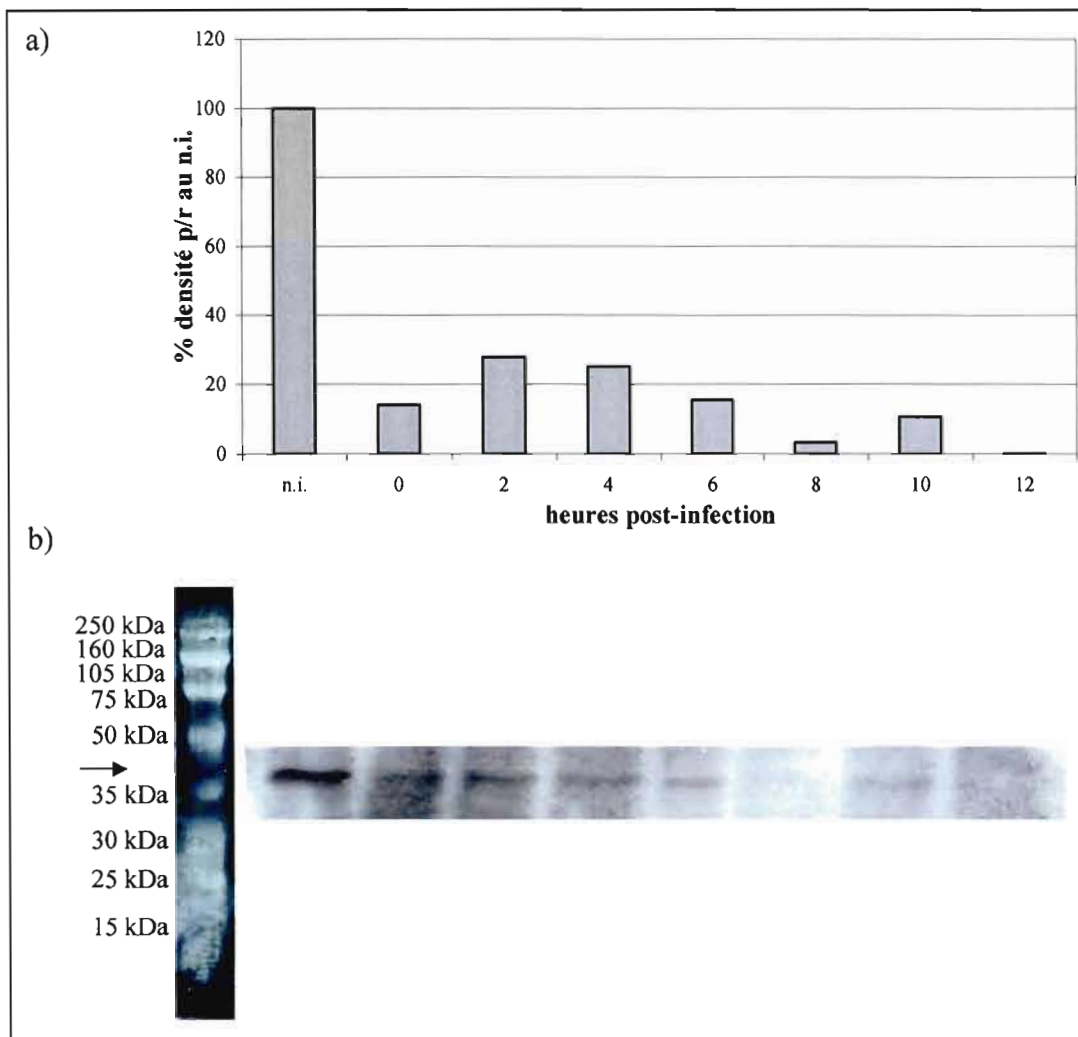 a)
120
100
80
60
40
20
0
% densité p/r au n.i.
n.i. 0 2 4 6 8 10 12
heures post-infection
b)
250 kDa
160 kDa
105 kDa
75 kDa
50 kDa
35 kDa
30 kDa
25 kDa
15 kDa